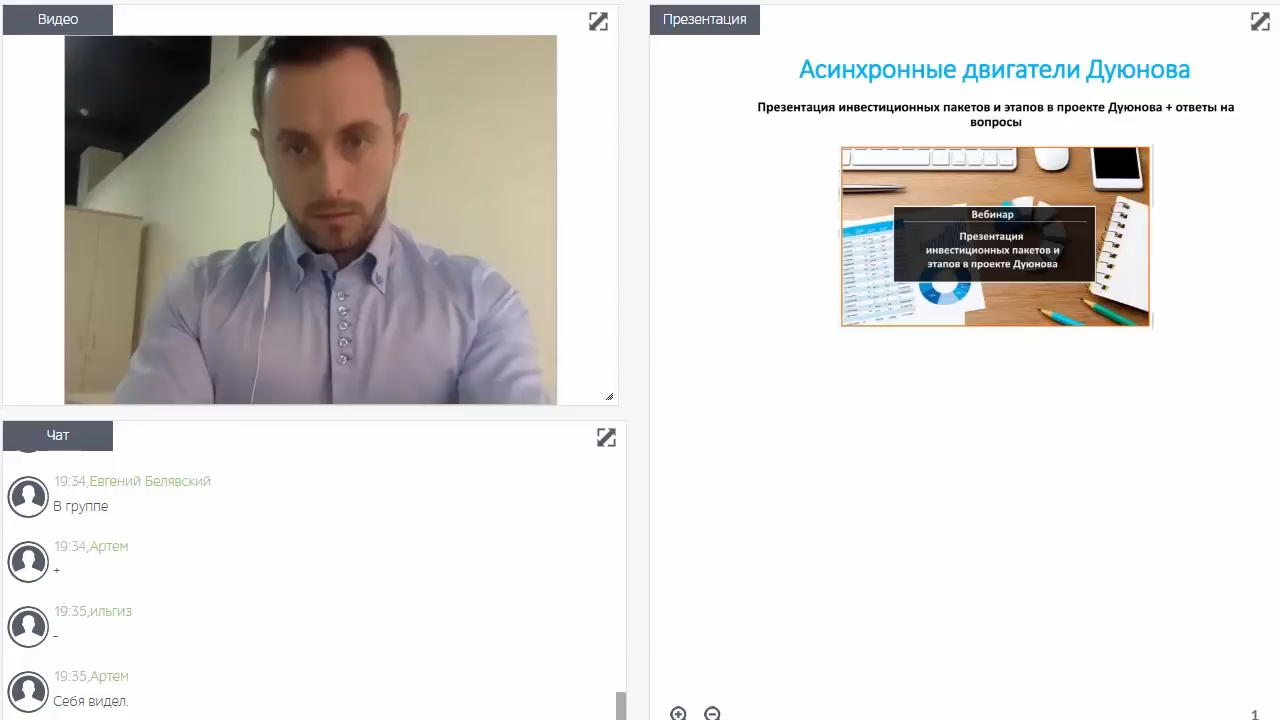 Видео
Чат
19:34,Евгений Белявский
В группе
19:34,Артем
+
19:35,ильгиз
-
19:35,Артем
Себя видел.
Презентация
Асинхронные двигатели Дуюнова
Презентация инвестиционных пакетов и этапов в проекте Дуюнова + ответы на
вопросы
Вебинар
Презентация
инвестиционных пакетов и
этапов в проекте Дуюнова
1